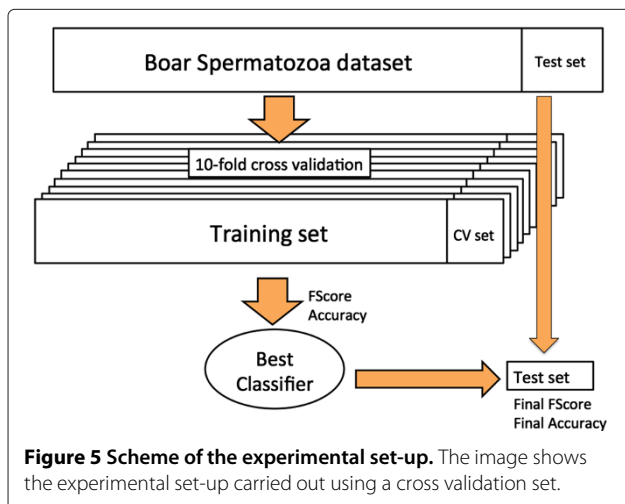 Boar Spermatozoa dataset
Test set
10-fold cross validation
Training set
CV set
FScore
Accuracy
Best
Classifier
Test set
Final FScore
Final Accuracy
Figure 5 Scheme of the experimental set-up. The image shows
the experimental set-up carried out using a cross validation set.